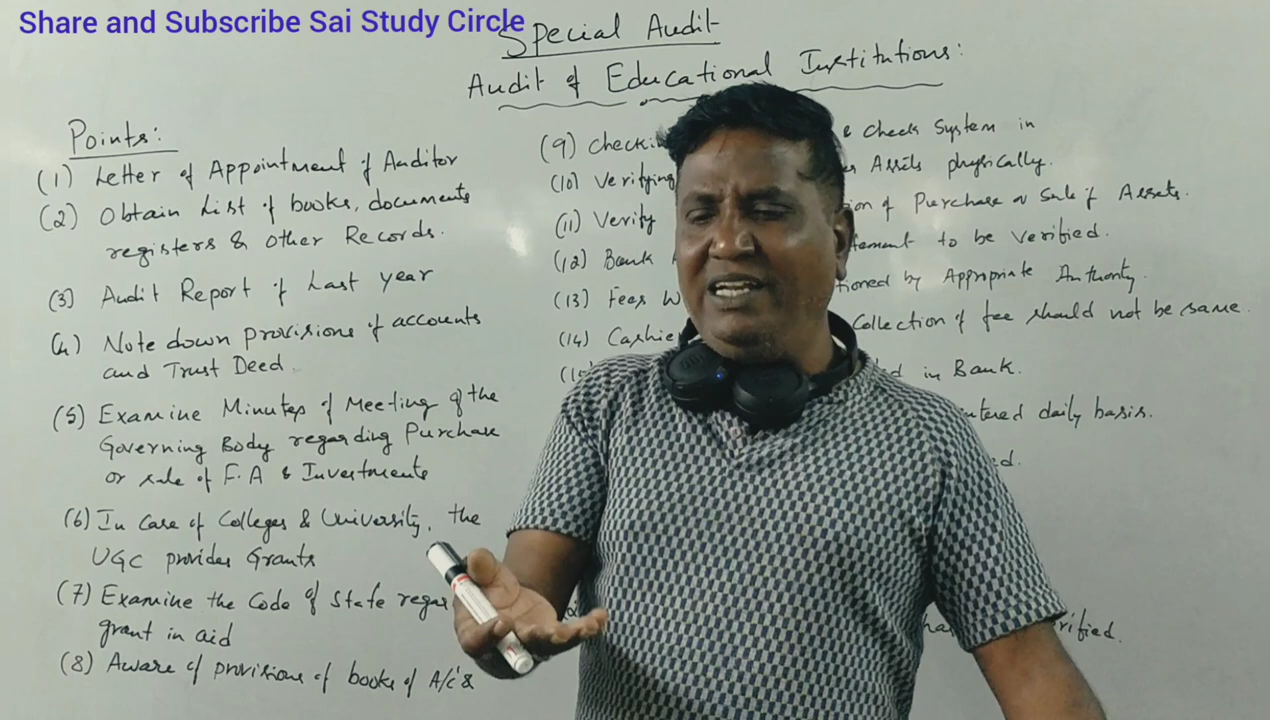 Share and Subscribe Sai Study Circle
Special Audit
Audit of Educational Institutions:
Points:
(1) Letter of Appointment of Auditor
(2) Obtain List of books, documents
registers & Other Records.
(3) Audit Report of Last year
(4) Note down provisions of accounts
and Trust Deed.
(5) Examine Minutes of Meeting of the
Governing Body regarding Purchase
or sale of F.A & Investments
(6) In Case of Colleges & University, the
UGC provides Grants
(7) Examine the Code of State regar
grant in aid
(8) Aware of provisions of books of A/c's
(9) & Check System in
(10) Verifying Assets physically.
(11) Verify ion of Purchase or Sale of Assets.
(12) Bank tement to be verified.
(13) Fees W tioned by Appropriate Authority.
(14) Cashier Collection of fee should not be same.
in Bank.
ntered daily basis.
rified.